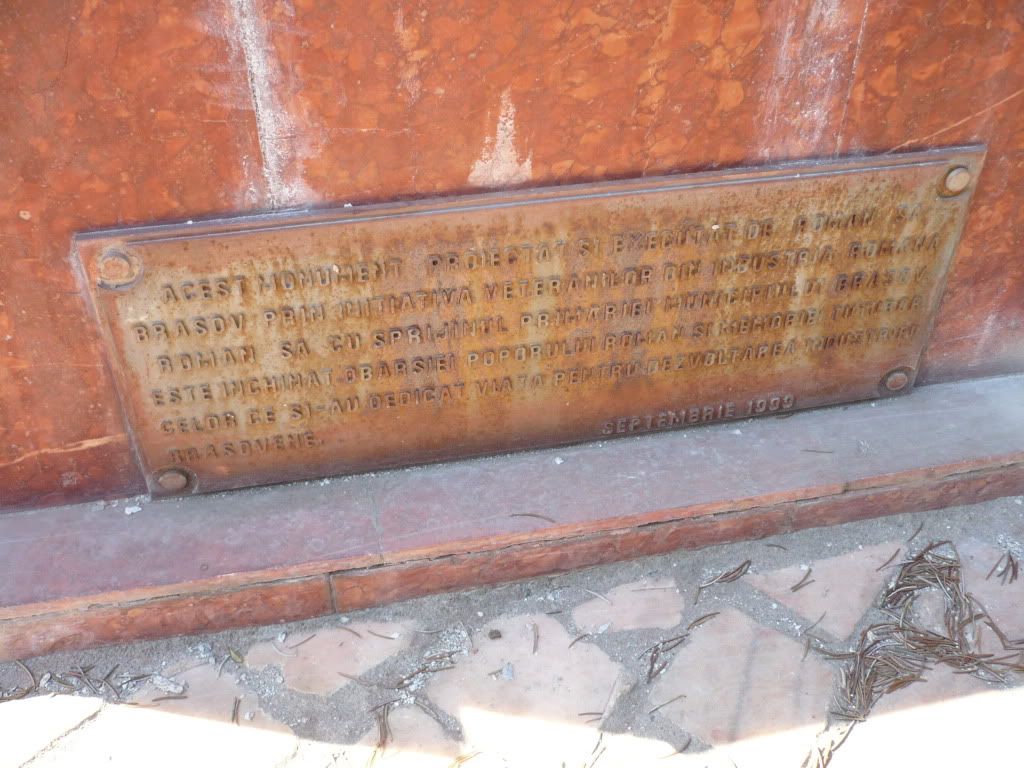 ACEST MONUMENT PROIECTAT SI EXECUTAT DE ROMAN SA
BRASOV PRIN INITIATIVA VETERANILOR DIN INDUSTRIA ROMANA
ROMAN SA CU SPRIJINUL PRIMARIEI MUNICIPIULUI BRASOV
ESTE INCHINAT OBARSIEI POPORULUI ROMAN SI MEMORIEI TUTUROR
CELOR CE SI-AU DEDICAT VIATA PENTRU DEZVOLTAREA INDUSTRIEI
BRASOVENE.
SEPTEMBRIE 1999